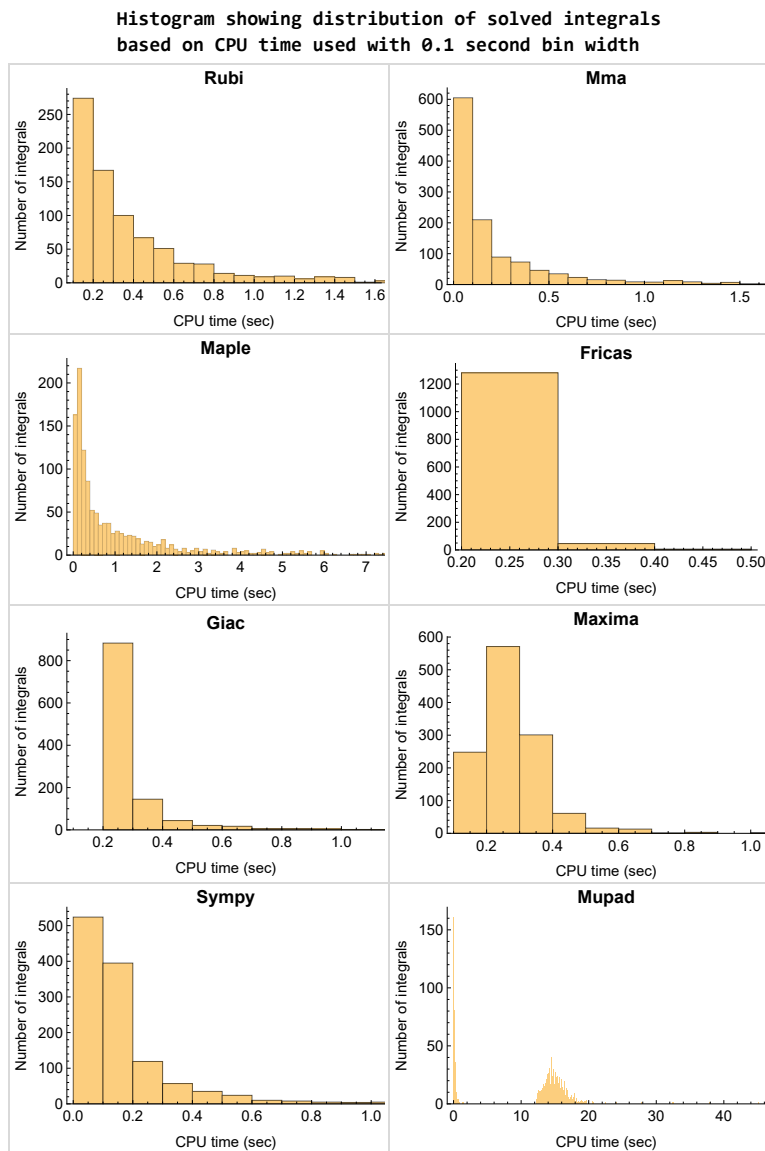 Histogram showing distribution of solved integrals
based on CPU time used with 0.1 second bin width
Rubi
Number of integrals
250
200
150
100
50
0
0.2 0.4 0.6 0.8 1.0 1.2 1.4 1.6
CPU time (sec)
Mma
Number of integrals
600
500
400
300
200
100
0
0.0 0.5 1.0 1.5
CPU time (sec)
Maple
Number of integrals
200
150
100
50
0
0 1 2 3 4 5 6 7
CPU time (sec)
Fricas
Number of integrals
1200
1000
800
600
400
200
0
0.20 0.25 0.30 0.35 0.40 0.45 0.50
CPU time (sec)
Giac
Number of integrals
800
600
400
200
0
0.2 0.4 0.6 0.8 1.0
CPU time (sec)
Maxima
Number of integrals
600
500
400
300
200
100
0
0.2 0.4 0.6 0.8 1.0
CPU time (sec)
Sympy
Number of integrals
500
400
300
200
100
0
0.0 0.2 0.4 0.6 0.8 1.0
CPU time (sec)
Mupad
Number of integrals
150
100
50
0
0 10 20 30 40
CPU time (sec)